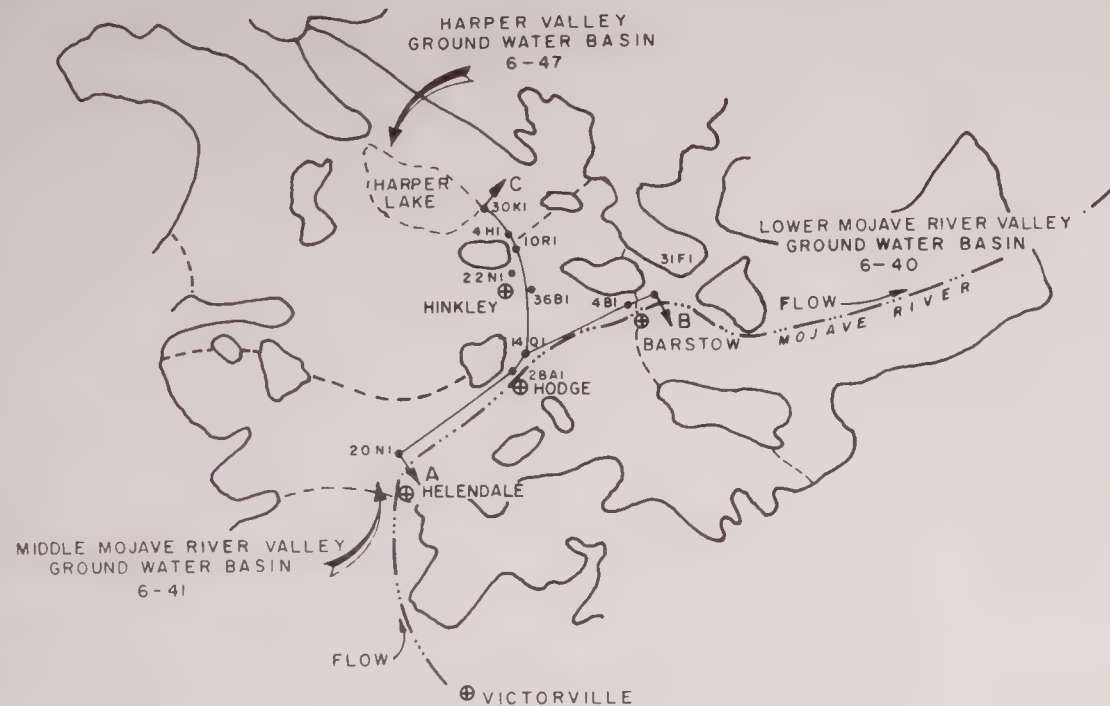 HARPER VALLEY
GROUND WATER BASIN
6-47
HARPER
LAKE
C
30K1
4H1
10R1
22N1
HINKLEY
36B1
31F1
4B1
B
BARSTOW
LOWER MOJAVE RIVER VALLEY
GROUND WATER BASIN
6-40
FLOW
MOJAVE RIVER
14Q1
28A1
HODGE
20N1
A
HELENDALE
MIDDLE MOJAVE RIVER VALLEY
GROUND WATER BASIN
6-41
FLOW
VICTORVILLE